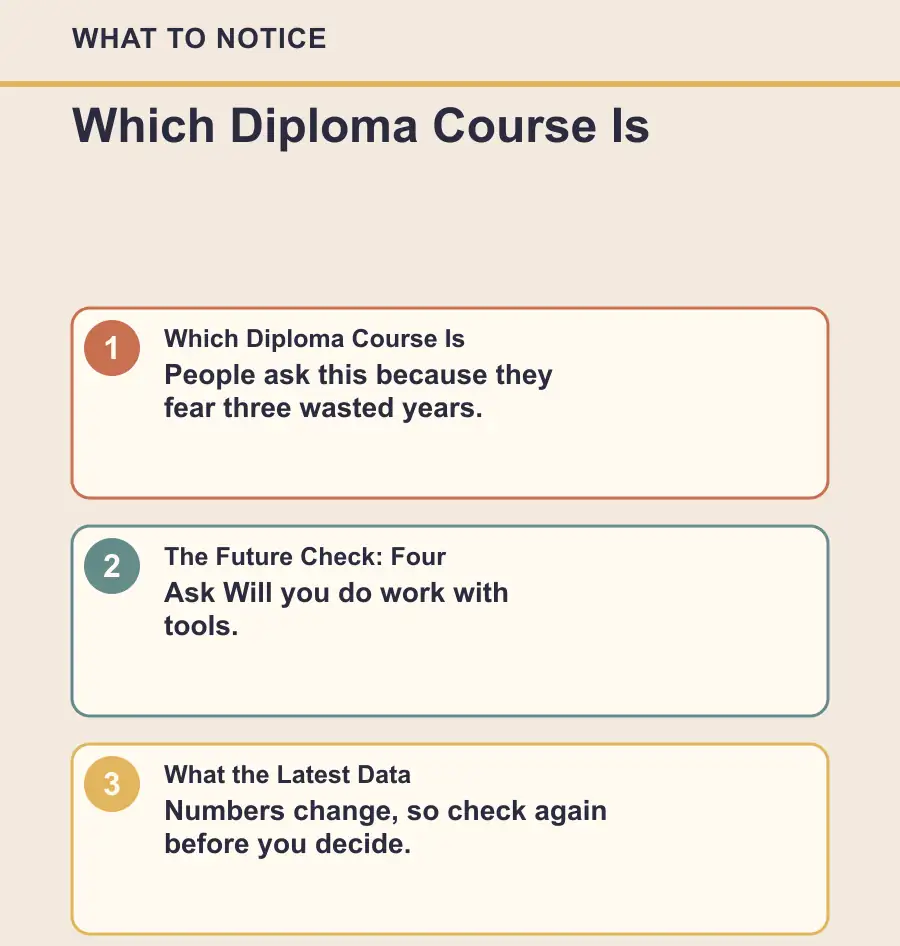 WHAT TO NOTICE
Which Diploma Course Is
1
Which Diploma Course Is
People ask this because they
fear three wasted years.
2
The Future Check: Four
Ask Will you do work with
tools.
3
What the Latest Data
Numbers change, so check again
before you decide.